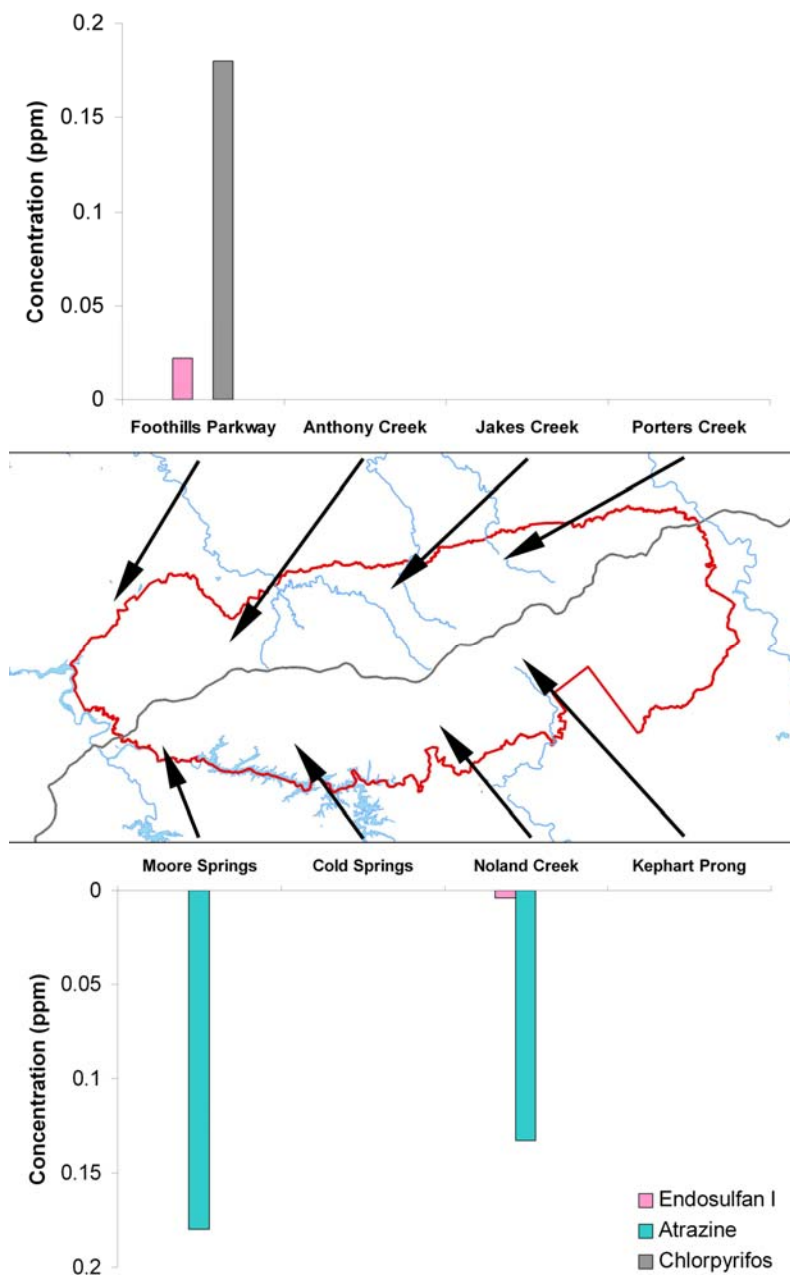 0.2
0.15
0.1
0.05
0
Concentration (ppm)
Foothills Parkway Anthony Creek Jakes Creek Porters Creek
Moore Springs Cold Springs Noland Creek Kephart Prong
0
0.05
0.1
0.15
0.2
Concentration (ppm)
Endosulfan I
Atrazine
Chlorpyrifos